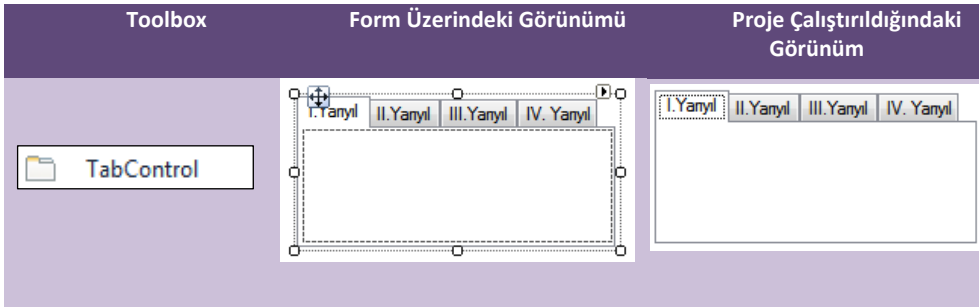 Toolbox
Form Üzerindeki Görünümü
Proje Çalıştırıldığındaki
Görünüm
TabControl
I.Yarıyıl II.Yarıyıl III.Yarıyıl IV. Yarıyıl
I.Yarıyıl II.Yarıyıl III.Yarıyıl IV. Yarıyıl